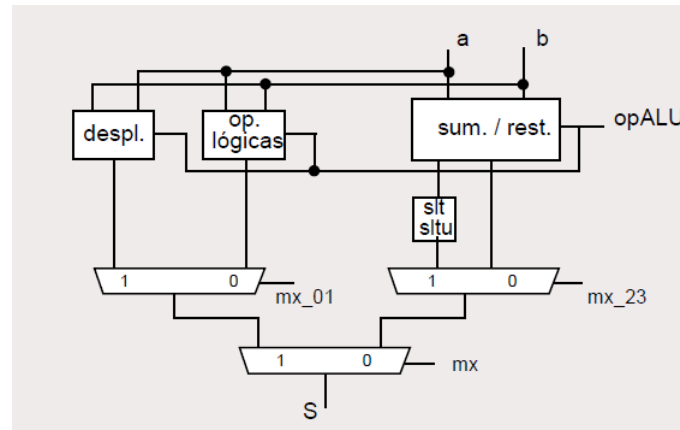 a
b
despl.
op.
lógicas
sum. / rest.
opALU
slt
sltu
1
0
mx_01
1
0
mx_23
1
0
mx
S